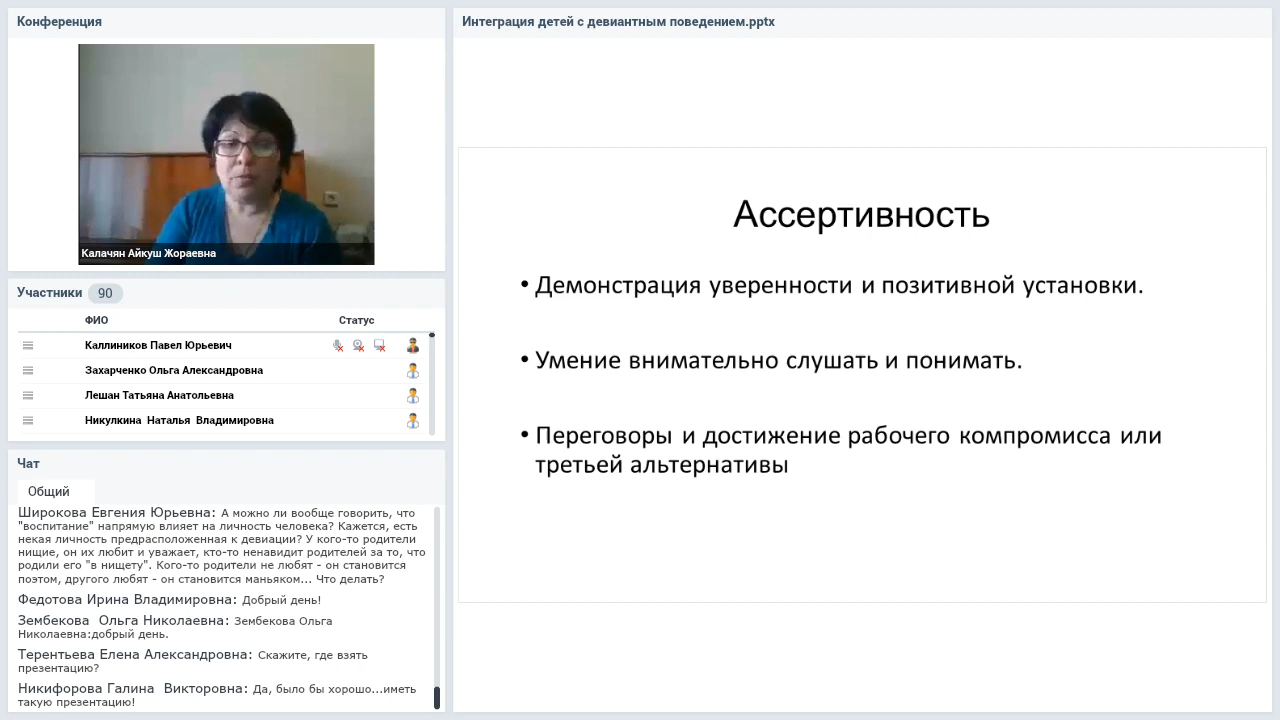 Конференция
Калачян Айкуш Жораевна
Участники 90
ФИО Статус
Каллиников Павел Юрьевич
Захарченко Ольга Александровна
Лешан Татьяна Анатольевна
Никулкина Наталья Владимировна
Чат
Общий
Широкова Евгения Юрьевна: А можно ли вообще говорить, что
"воспитание" напрямую влияет на личность человека? Кажется, есть
некая личность предрасположенная к девиации? У кого-то родители
нищие, он их любит и уважает, кто-то ненавидит родителей за то, что
родили его "в нищету". Кого-то родители не любят - он становится
поэтом, другого любят - он становится маньяком... Что делать?
Федотова Ирина Владимировна: Добрый день!
Зембекова Ольга Николаевна: Зембекова Ольга
Николаевна:добрый день.
Терентьева Елена Александровна: Скажите, где взять
презентацию?
Никифорова Галина Викторовна: Да, было бы хорошо...иметь
такую презентацию!
Интеграция детей с девиантным поведением.pptx
Ассертивность
• Демонстрация уверенности и позитивной установки.
• Умение внимательно слушать и понимать.
• Переговоры и достижение рабочего компромисса или
третьей альтернативы